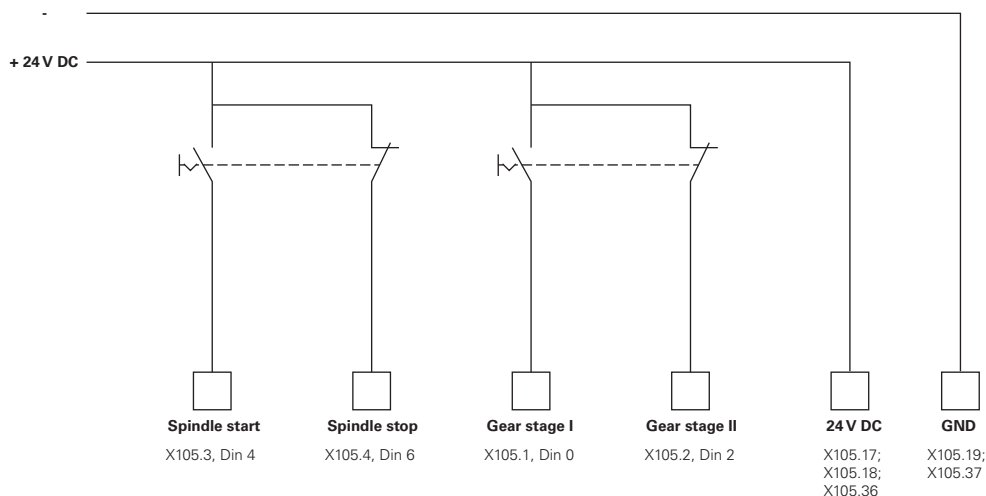 -
+ 24 V DC
Spindle start
Spindle stop
Gear stage I
Gear stage II
24 V DC
GND
X105.3, Din 4
X105.4, Din 6
X105.1, Din 0
X105.2, Din 2
X105.17;
X105.18;
X105.36
X105.19;
X105.37